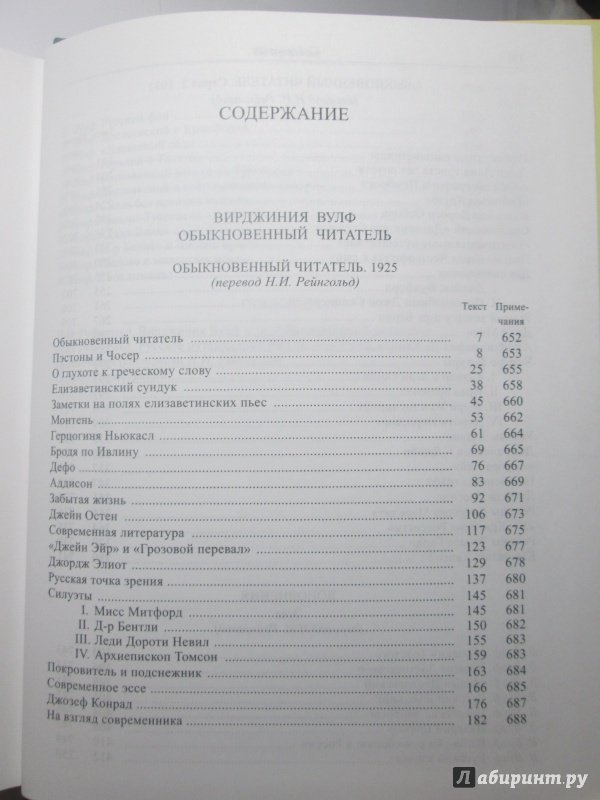 СОДЕРЖАНИЕ
ВИРДЖИНИЯ ВУЛФ
ОБЫКНОВЕННЫЙ ЧИТАТЕЛЬ
ОБЫКНОВЕННЫЙ ЧИТАТЕЛЬ. 1925
(перевод Н.И. Рейнгольд)
Текст Приме-
чания
Обыкновенный читатель 7 652
Пэстоны и Чосер 8 653
О глухоте к греческому слову 25 655
Елизаветинский сундук 38 658
Заметки на полях елизаветинских пьес 45 660
Монтень 53 662
Герцогиня Ньюкасл 61 664
Бродя по Ивлину 69 665
Дефо 76 667
Аддисон 83 669
Забытая жизнь 92 671
Джейн Остен 106 673
Современная литература 117 675
«Джейн Эйр» и «Грозовой перевал» 123 677
Джордж Элиот 129 678
Русская точка зрения 137 680
Силуэты 145 681
I. Мисс Митфорд 145 681
II. Д-р Бентли 150 682
III. Леди Дороти Невил 155 683
IV. Архиепископ Томсон 159 683
Покровитель и подснежник 163 684
Современное эссе 166 685
Джозеф Конрад 176 687
На взгляд современника 182 688
Лабиринт.ру